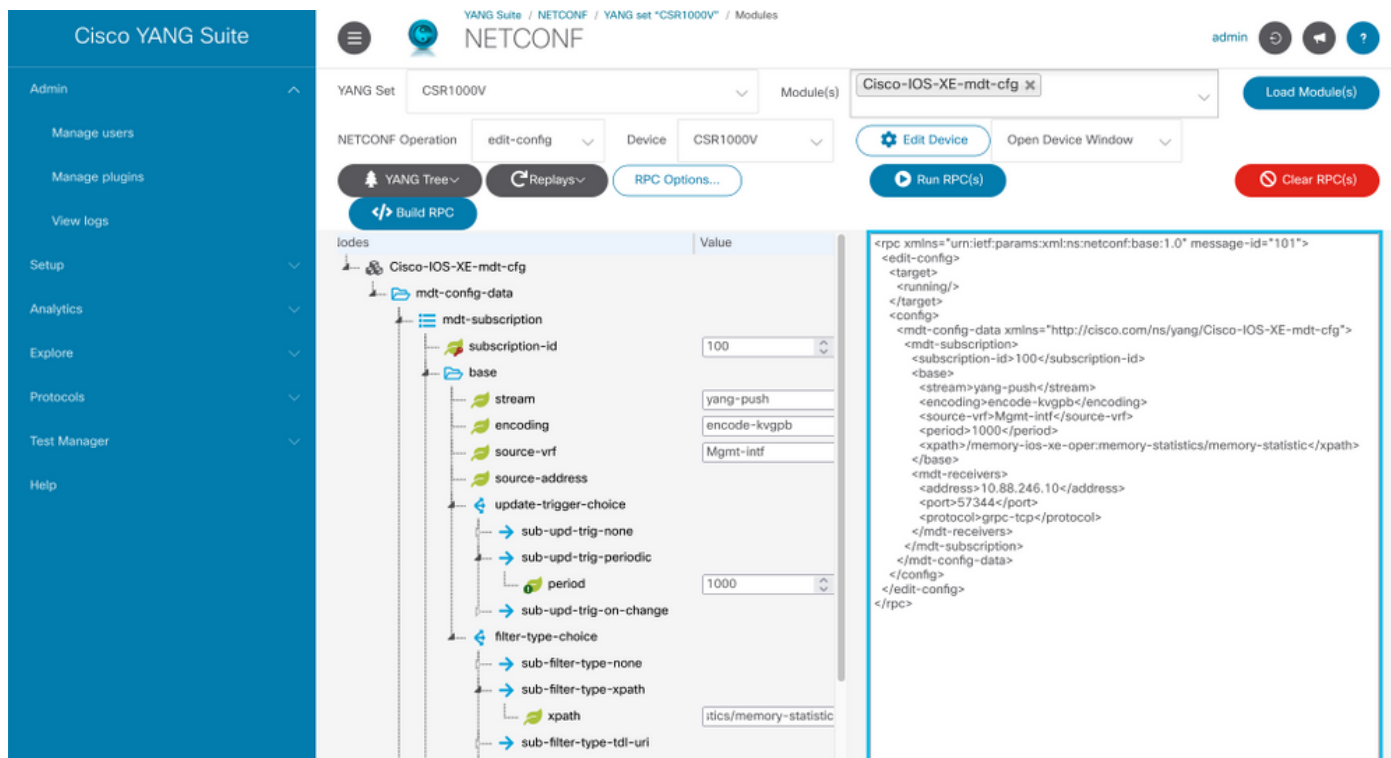 Cisco YANG Suite
Admin
Manage users
Manage plugins
View logs
Setup
Analytics
Explore
Protocols
Test Manager
Help
YANG Suite / NETCONF / YANG set "CSR1000V" / Modules
NETCONF
admin
?
YANG Set CSR1000V Module(s) Cisco-IOS-XE-mdt-cfg Load Module(s)
NETCONF Operation edit-config Device CSR1000V Edit Device Open Device Window
YANG Tree Replays RPC Options... Run RPC(s) Clear RPC(s)
</> Build RPC
lodes Value
Cisco-IOS-XE-mdt-cfg
mdt-config-data
mdt-subscription
subscription-id 100
base
stream yang-push
encoding encode-kvgpb
source-vrf Mgmt-intf
source-address
update-trigger-choice
sub-upd-trig-none
sub-upd-trig-periodic
period 1000
sub-upd-trig-on-change
filter-type-choice
sub-filter-type-none
sub-filter-type-xpath
xpath itics/memory-statistic
sub-filter-type-tdl-uri
<rpc xmlns="urn:ietf:params:xml:ns:netconf:base:1.0" message-id="101">
<edit-config>
<target>
<running/>
</target>
<config>
<mdt-config-data xmlns="http://cisco.com/ns/yang/Cisco-IOS-XE-mdt-cfg">
<mdt-subscription>
<subscription-id>100</subscription-id>
<base>
<stream>yang-push</stream>
<encoding>encode-kvgpb</encoding>
<source-vrf>Mgmt-intf</source-vrf>
<period>1000</period>
<xpath>/memory-ios-xe-oper:memory-statistics/memory-statistic</xpath>
</base>
<mdt-receivers>
<address>10.88.246.10</address>
<port>57344</port>
<protocol>grpc-tcp</protocol>
</mdt-receivers>
</mdt-subscription>
</mdt-config-data>
</config>
</edit-config>
</rpc>